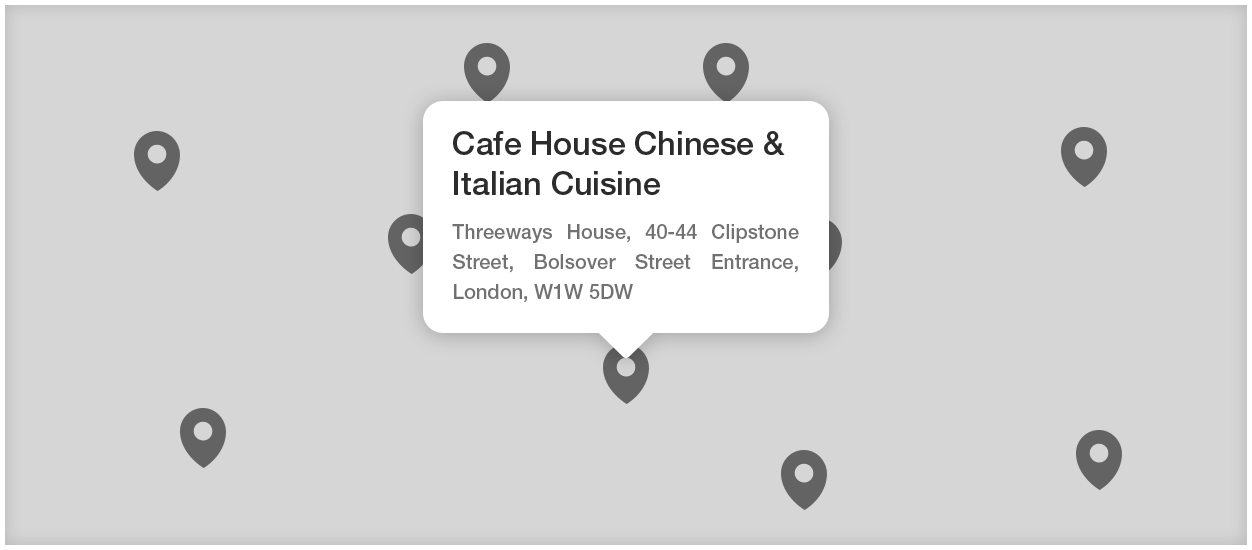 Cafe House Chinese &
Italian Cuisine
Threeways House, 40-44 Clipstone
Street, Bolsover Street Entrance,
London, W1W 5DW